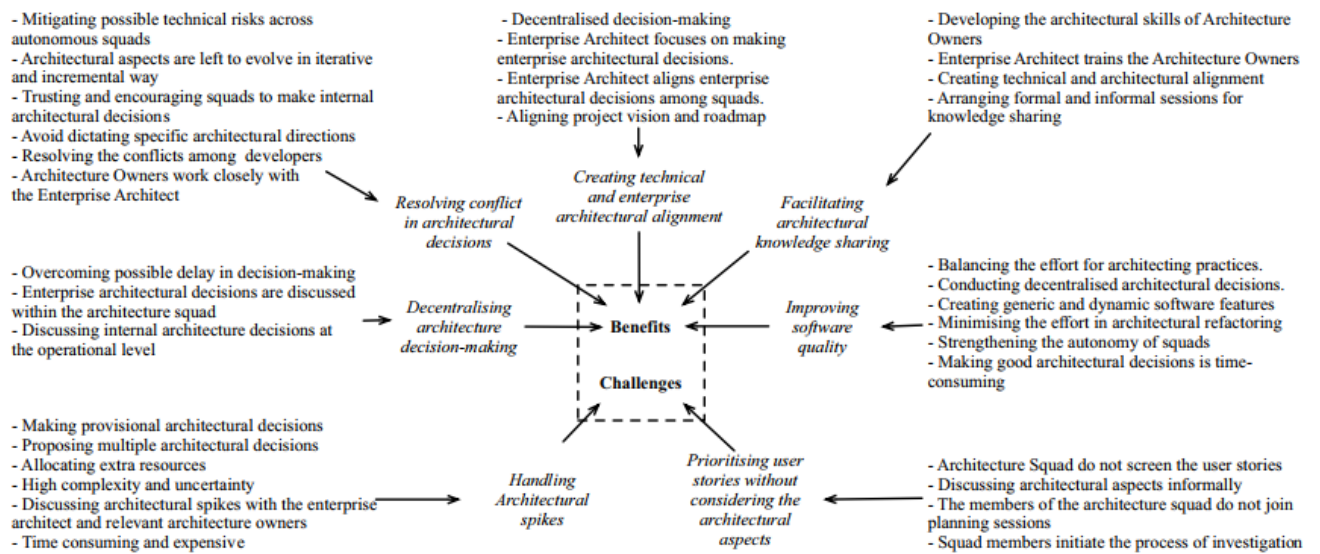 - Mitigating possible technical risks across
autonomous squads
- Architectural aspects are left to evolve in iterative
and incremental way
- Trusting and encouraging squads to make internal
architectural decisions
- Avoid dictating specific architectural directions
- Resolving the conflicts among developers
- Architecture Owners work closely with
the Enterprise Architect
- Decentralised decision-making
- Enterprise Architect focuses on making
enterprise architectural decisions.
- Enterprise Architect aligns enterprise
architectural decisions among squads.
- Aligning project vision and roadmap
- Developing the architectural skills of Architecture
Owners
- Enterprise Architect trains the Architecture Owners
- Creating technical and architectural alignment
- Arranging formal and informal sessions for
knowledge sharing
Resolving conflict
in architectural
decisions
Creating technical
and enterprise
architectural alignment
Facilitating
architectural
knowledge sharing
- Overcoming possible delay in decision-making
- Enterprise architectural decisions are discussed
within the architecture squad
- Discussing internal architecture decisions at
the operational level
Decentralising
architecture
decision-making
Benefits
Challenges
Improving
software
quality
- Balancing the effort for architecting practices.
- Conducting decentralised architectural decisions.
- Creating generic and dynamic software features
- Minimising the effort in architectural refactoring
- Strengthening the autonomy of squads
- Making good architectural decisions is time-
consuming
- Making provisional architectural decisions
- Proposing multiple architectural decisions
- Allocating extra resources
- High complexity and uncertainty
- Discussing architectural spikes with the enterprise
architect and relevant architecture owners
- Time consuming and expensive
Handling
Architectural
spikes
Prioritising user
stories without
considering the
architectural
aspects
- Architecture Squad do not screen the user stories
- Discussing architectural aspects informally
- The members of the architecture squad do not join
planning sessions
- Squad members initiate the process of investigation